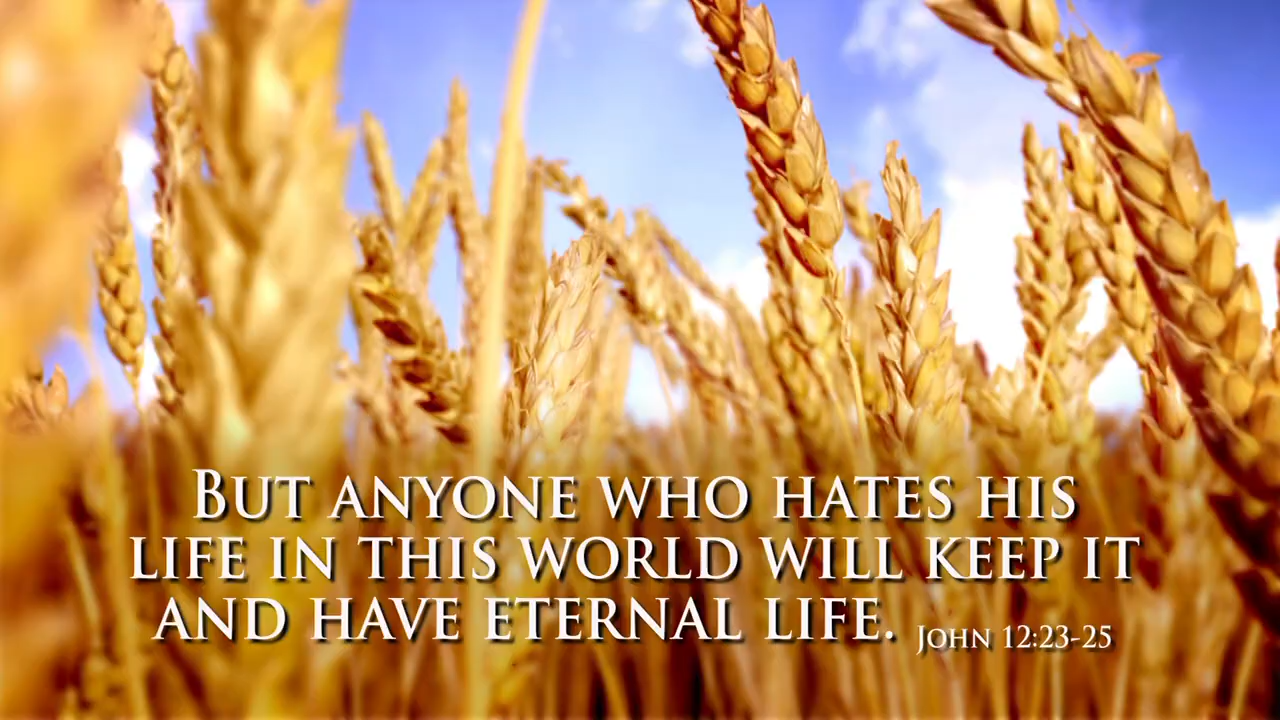 But anyone who hates his
life in this world will keep it
and have eternal life. John 12:23-25